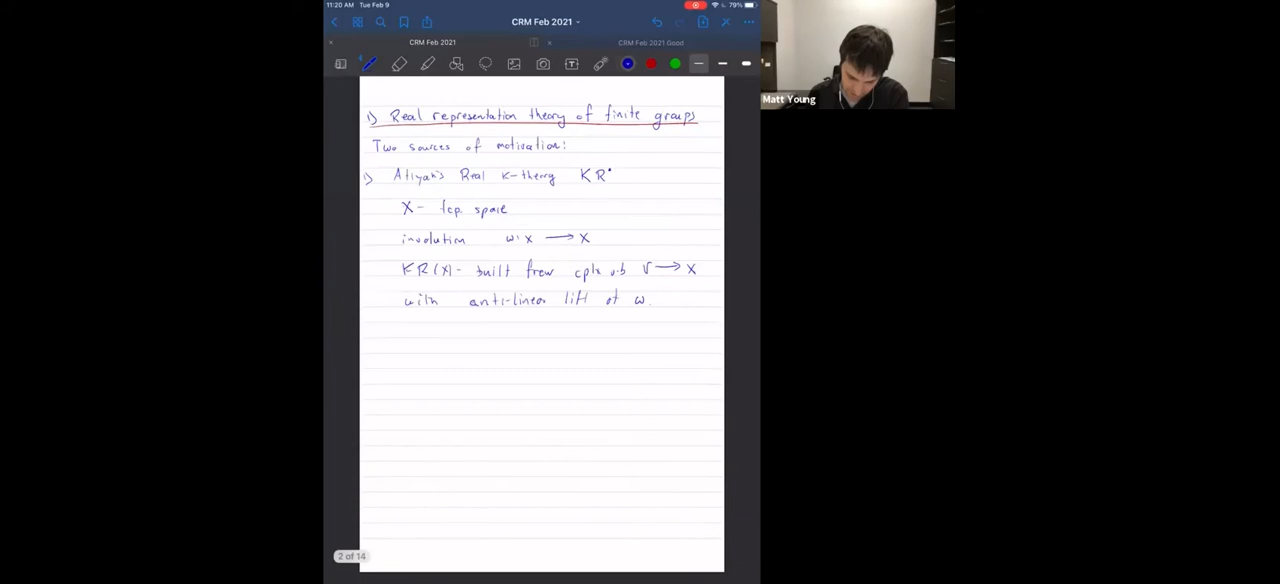 11:20 AM Tue Feb 9
79%
CRM Feb 2021
CRM Feb 2021
CRM Feb 2021 Good
Matt Young
1) Real representation theory of finite groups
Two sources of motivation:
1) Atiyah's Real K-theory KR•
X - top. space
involution ω: X → X
KR(X) - built from cplx v.b V → X
with anti-linear lift of ω.
2 of 14